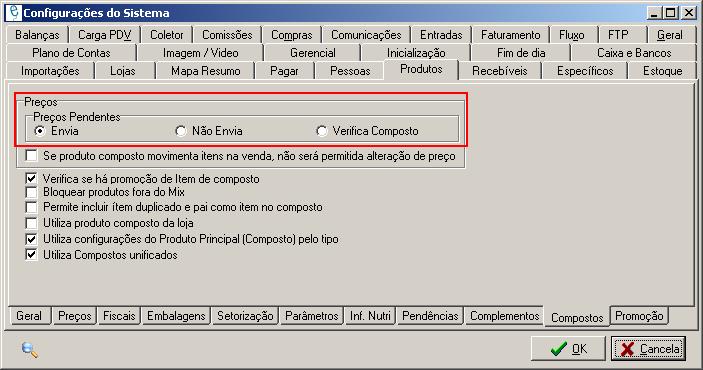 Configurações do Sistema
Balanças Carga PDV Coletor Comissões Compras Comunicações Entradas Faturamento Fluxo FTP Geral
Plano de Contas Imagem / Video Gerencial Inicialização Fim de dia Caixa e Bancos
Importações Lojas Mapa Resumo Pagar Pessoas Produtos Recebíveis Específicos Estoque
Preços
Preços Pendentes
Envia Não Envia Verifica Composto
Se produto composto movimenta itens na venda, não será permitida alteração de preço
Verifica se há promoção de Item de composto
Bloquear produtos fora do Mix
Permite incluir ítem duplicado e pai como item no composto
Utiliza produto composto da loja
Utiliza configurações do Produto Principal (Composto) pelo tipo
Utiliza Compostos unificados
Geral Preços Fiscais Embalagens Setorização Parâmetros Inf. Nutri Pendências Complementos Compostos Promoção
OK Cancela